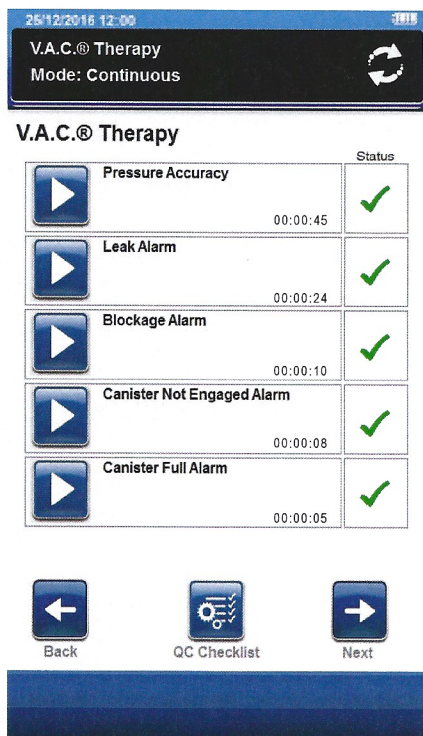 25/12/2016 12:00
V.A.C.® Therapy
Mode: Continuous
V.A.C.® Therapy
Status
Pressure Accuracy
00:00:45
Leak Alarm
00:00:24
Blockage Alarm
00:00:10
Canister Not Engaged Alarm
00:00:08
Canister Full Alarm
00:00:05
Back
QC Checklist
Next